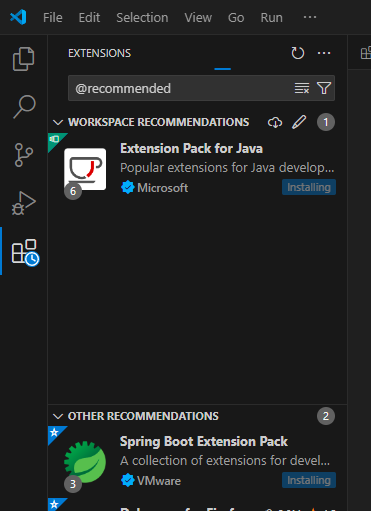 File Edit Selection View Go Run ...
EXTENSIONS
@recommended
WORKSPACE RECOMMENDATIONS 1
Extension Pack for Java
Popular extensions for Java develop...
6
Microsoft Installing
OTHER RECOMMENDATIONS 2
Spring Boot Extension Pack
A collection of extensions for devel...
3
VMware Installing